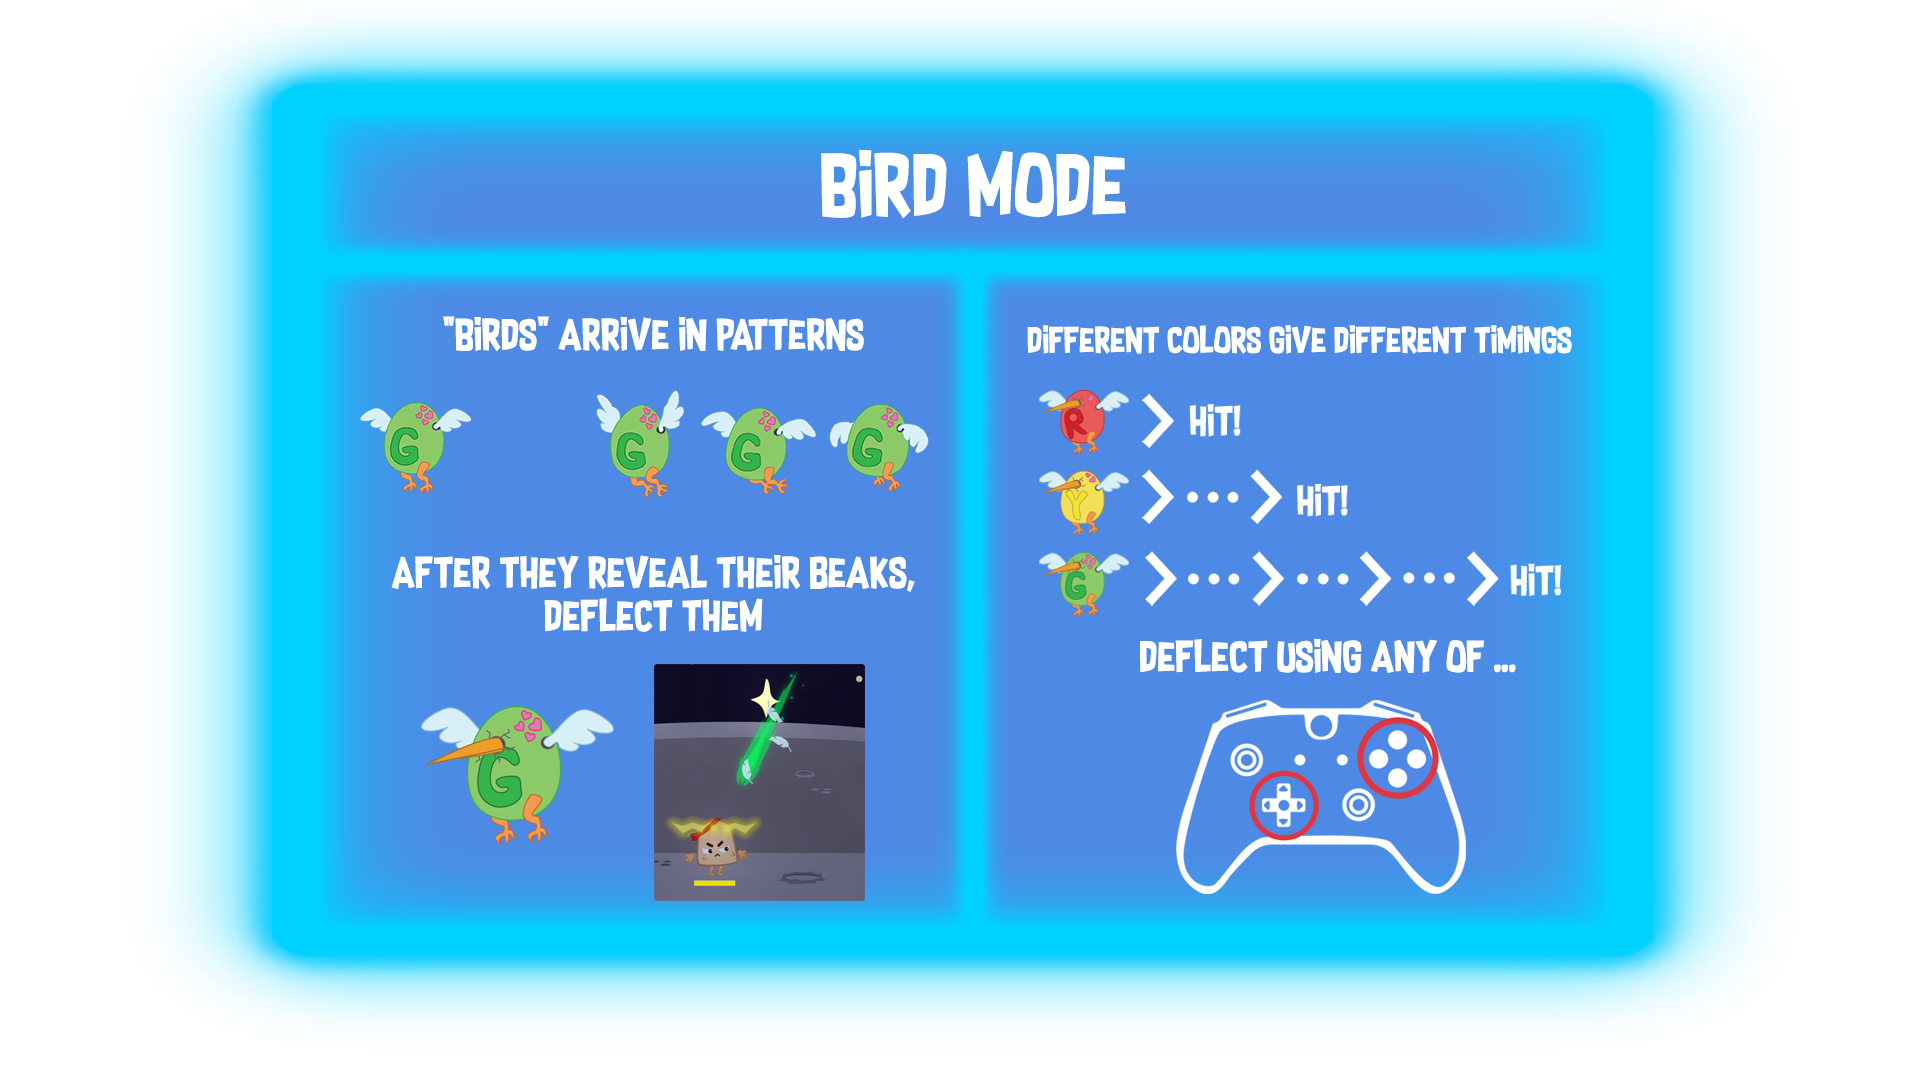 BIRD MODE
"BIRDS" ARRIVE IN PATTERNS
G G G G
AFTER THEY REVEAL THEIR BEAKS,
DEFLECT THEM
G
DIFFERENT COLORS GIVE DIFFERENT TIMINGS
R HIT!
Y ... HIT!
G ... ... ... HIT!
DEFLECT USING ANY OF ...